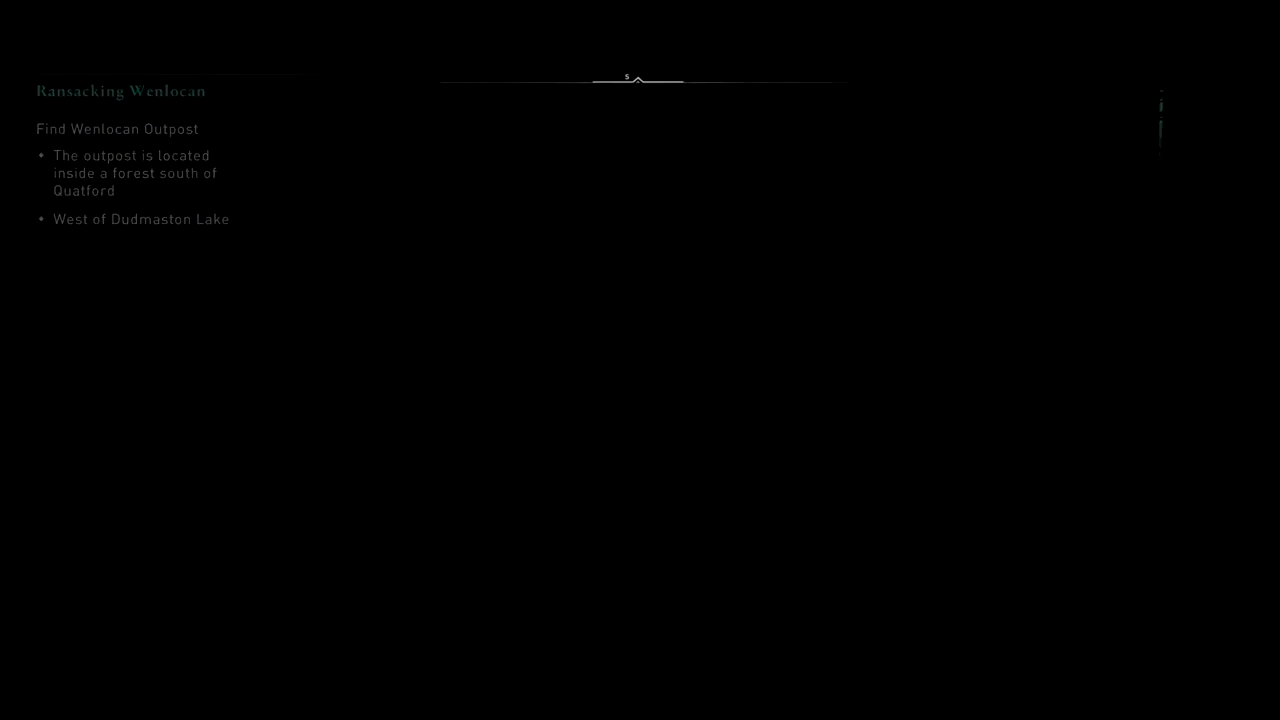 S
Ransacking Wenlocan
Find Wenlocan Outpost
The outpost is located
inside a forest south of
Quatford
West of Dudmaston Lake